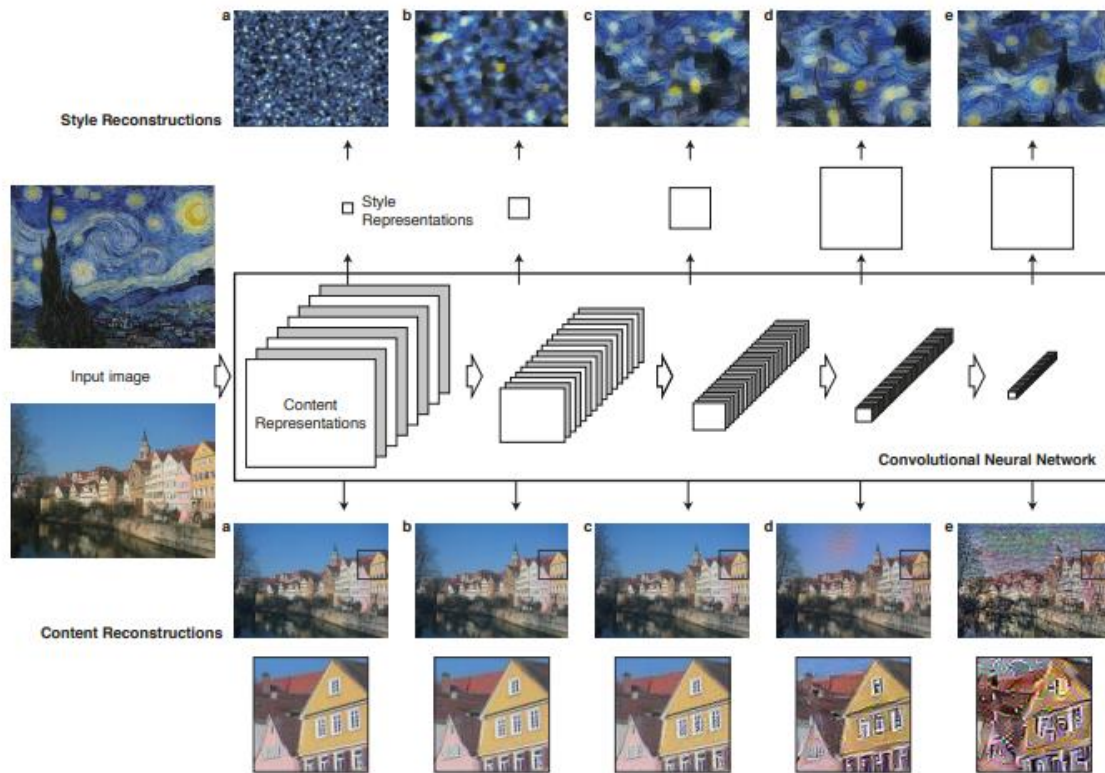 a b c d e
Style Reconstructions
Style
Representations
Input image
Content
Representations
Convolutional Neural Network
a b c d e
Content Reconstructions